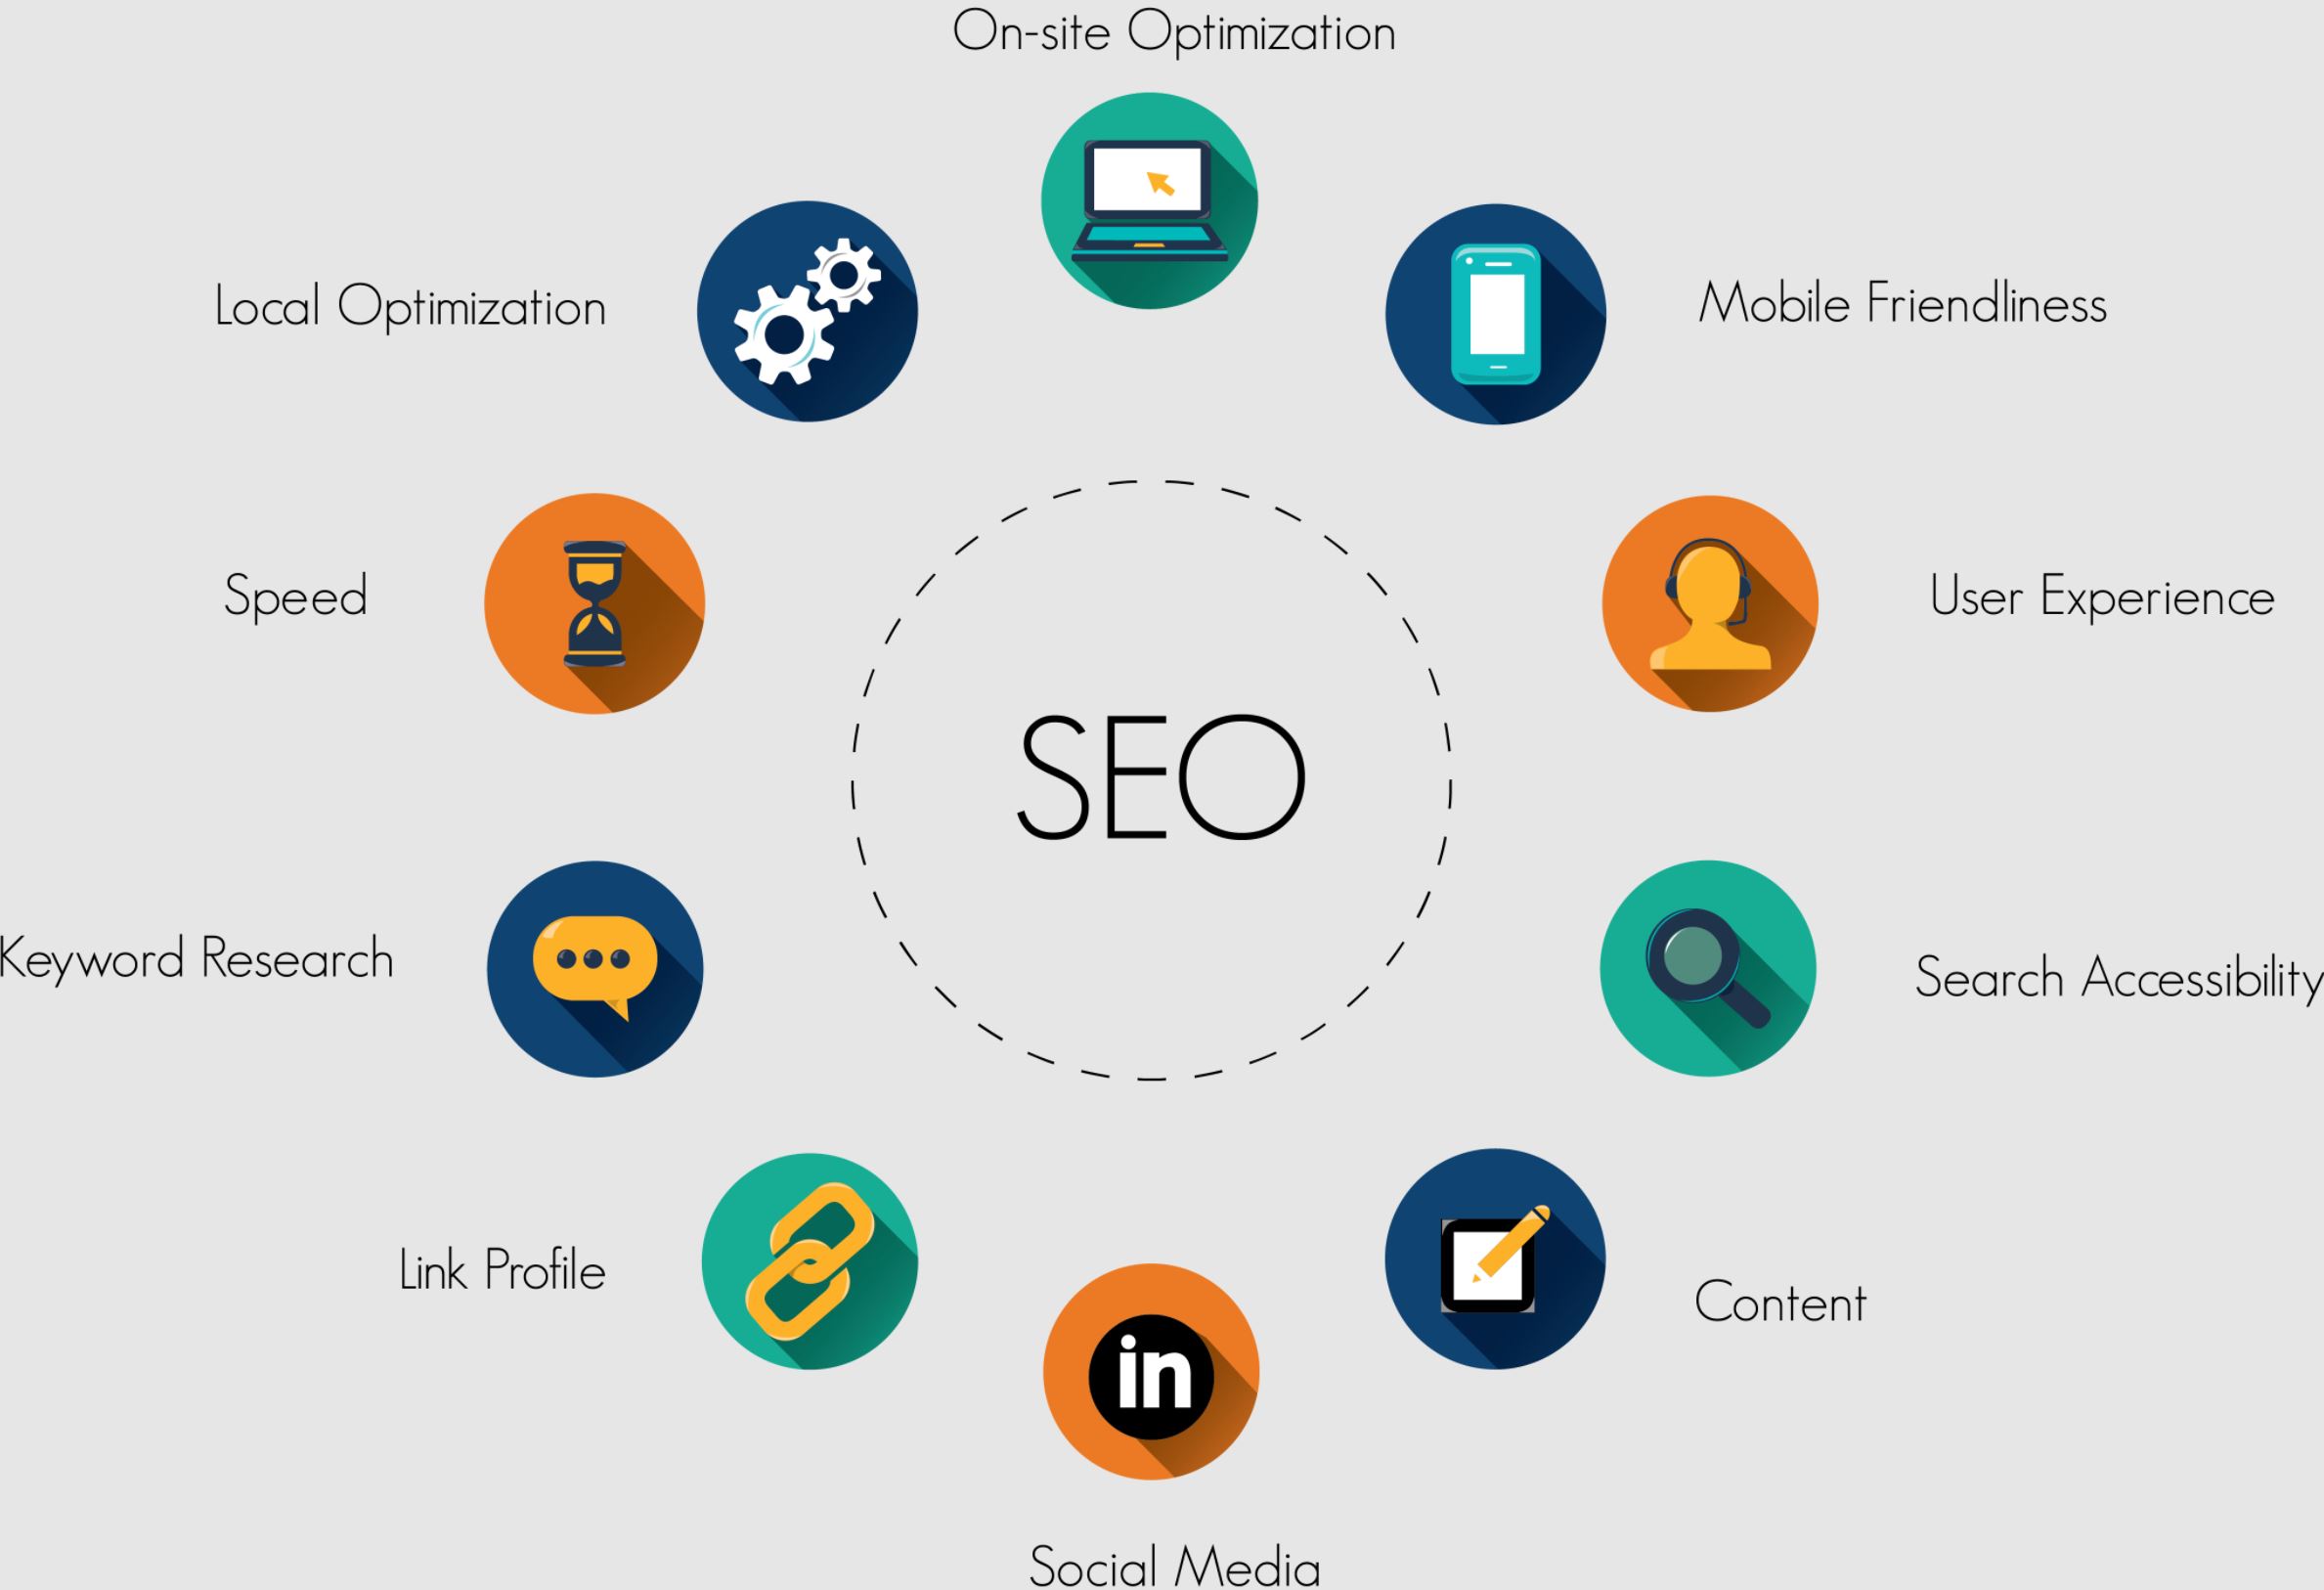 On-site Optimization
Local Optimization
Mobile Friendliness
Speed
User Experience
SEO
Keyword Research
Search Accessibility
Link Profile
Content
in
Social Media